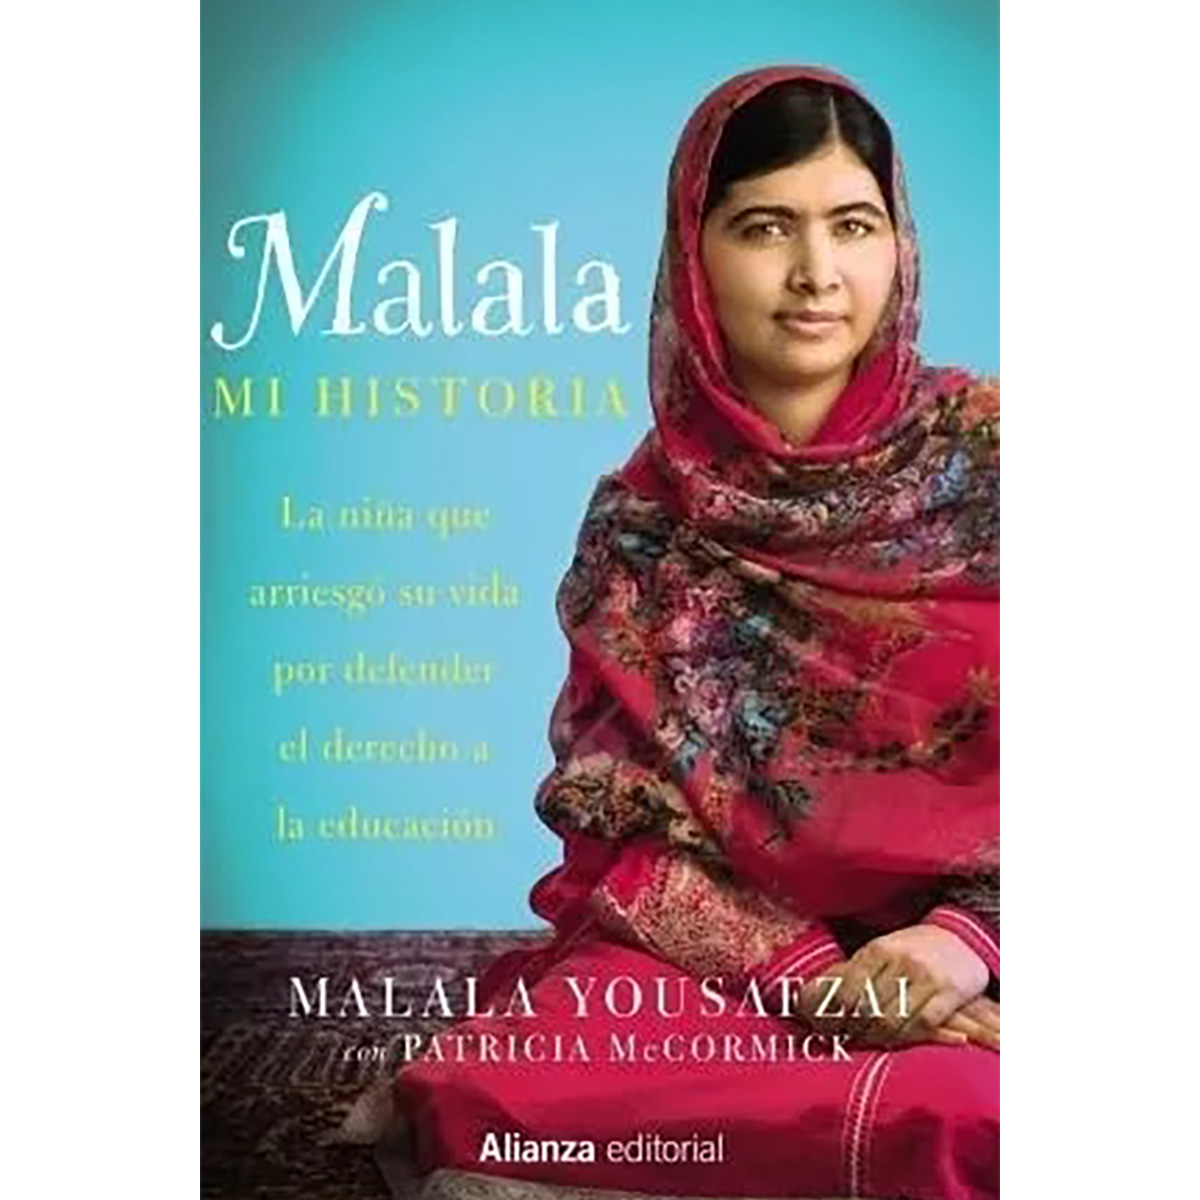 Malala
MI HISTORIA
La niña que
arriesgó su vida
por defender
el derecho a
la educación
MALALA YOUSAFZAI
con PATRICIA McCORMICK
Alianza editorial